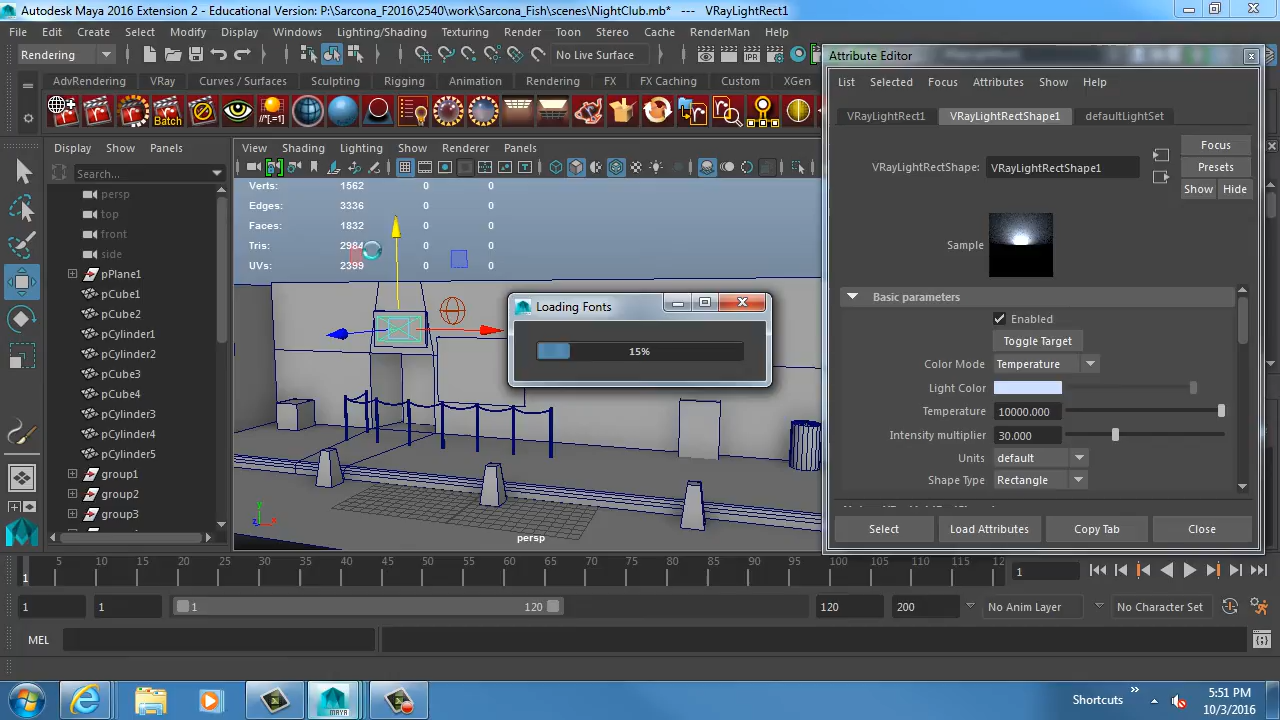 Autodesk Maya 2016 Extension 2 - Educational Version: P:\Sarcona_F2016\2540\work\Sarcona_Fish\scenes\NightClub.mb* --- VRayLightRect1
File Edit Create Select Modify Display Windows Lighting/Shading Texturing Render Toon Stereo Cache RenderMan Help
Rendering No Live Surface
AdvRendering VRay Curves / Surfaces Sculpting Rigging Animation Rendering FX FX Caching Custom XGen
Batch
Display Show Panels
Search...
persp
top
front
side
pPlane1
pCube1
pCube2
pCylinder1
pCylinder2
pCube3
pCube4
pCylinder3
pCylinder4
pCylinder5
group1
group2
group3
View Shading Lighting Show Renderer Panels
Verts: 1562 0 0
Edges: 3336 0 0
Faces: 1832 0 0
Tris: 2984 0 0
UVs: 2399 0 0
y
z x
persp
Loading Fonts
15%
Attribute Editor
List Selected Focus Attributes Show Help
VRayLightRect1 VRayLightRectShape1 defaultLightSet
VRayLightRectShape: VRayLightRectShape1
Focus
Presets
Show Hide
Sample
Basic parameters
Enabled
Toggle Target
Color Mode Temperature
Light Color
Temperature 10000.000
Intensity multiplier 30.000
Units default
Shape Type Rectangle
Select Load Attributes Copy Tab Close
1 5 10 15 20 25 30 35 40 45 50 55 60 65 70 75 80 85 90 95 100 105 110 115 12 1
1 1 1 120 120 200 No Anim Layer No Character Set
MEL
MAYA
Shortcuts
5:51 PM
10/3/2016